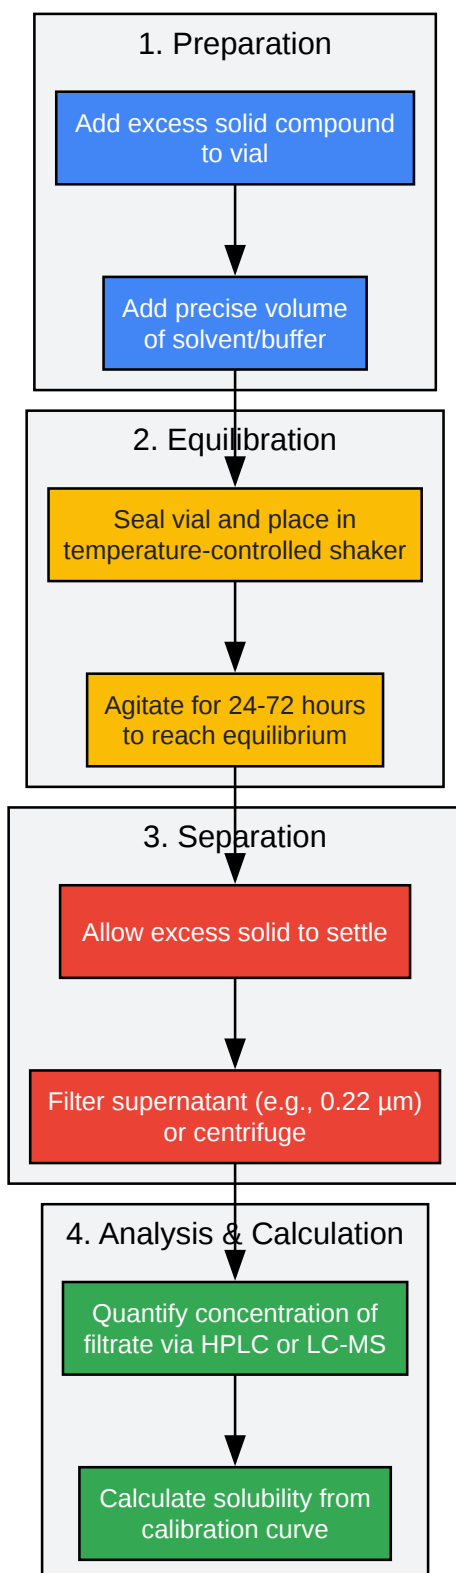 1. Preparation
Add excess solid compound
to vial
Add precise volume
of solvent/buffer
2. Equilibration
Seal vial and place in
temperature-controlled shaker
Agitate for 24-72 hours
to reach equilibrium
3. Separation
Allow excess solid to settle
Filter supernatant (e.g., 0.22 µm)
or centrifuge
4. Analysis & Calculation
Quantify concentration of
filtrate via HPLC or LC-MS
Calculate solubility from
calibration curve